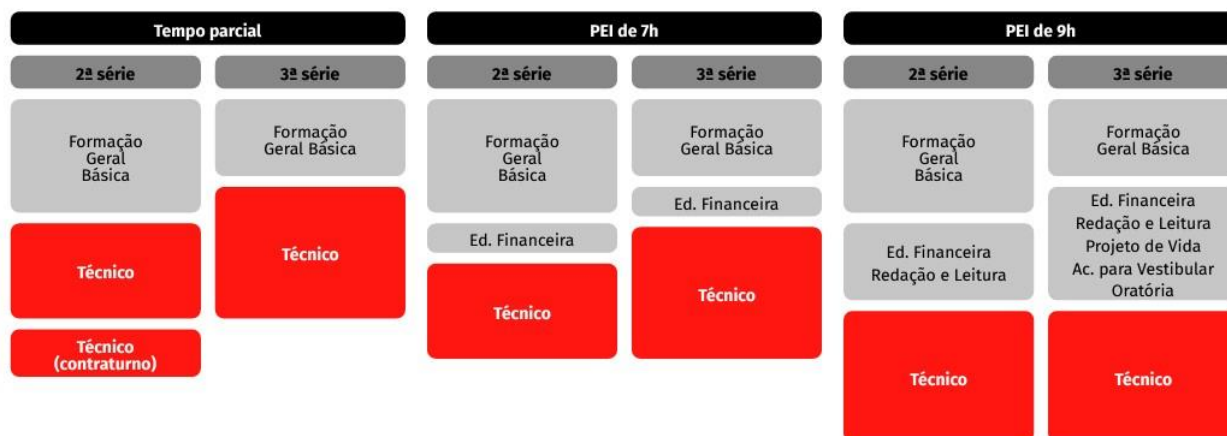 Tempo parcial
2ª série
Formação
Geral
Básica
Técnico
Técnico
(contraturno)
3ª série
Formação
Geral Básica
Técnico
PEI de 7h
2ª série
Formação
Geral
Básica
Ed. Financeira
Técnico
3ª série
Formação
Geral Básica
Ed. Financeira
Técnico
PEI de 9h
2ª série
Formação
Geral
Básica
Ed. Financeira
Redação e Leitura
Técnico
3ª série
Formação
Geral Básica
Ed. Financeira
Redação e Leitura
Projeto de Vida
Ac. para Vestibular
Oratória
Técnico